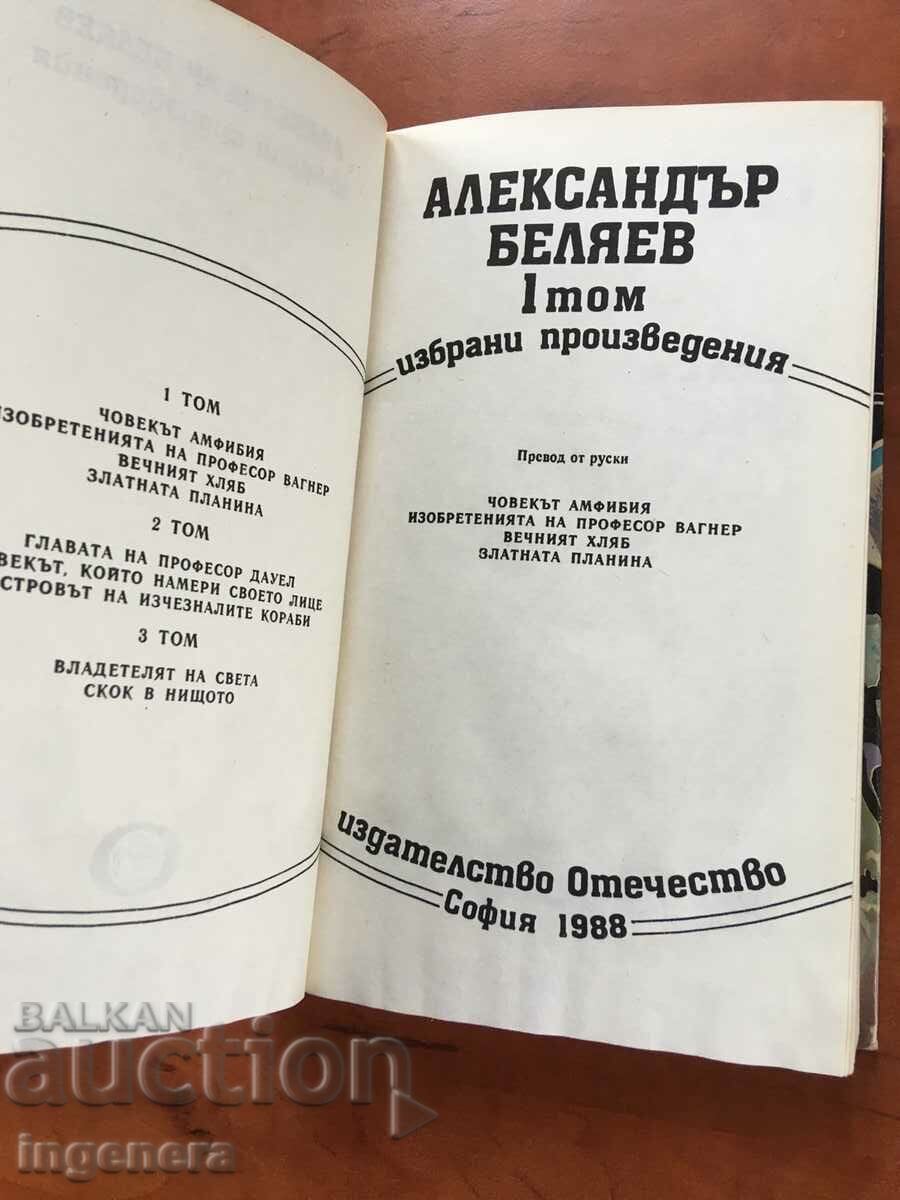 1 ТОМ
ЧОВЕКЪТ АМФИБИЯ
ИЗОБРЕТЕНИЯТА НА ПРОФЕСОР ВАГНЕР
ВЕЧНИЯТ ХЛЯБ
ЗЛАТНАТА ПЛАНИНА
2 ТОМ
ГЛАВАТА НА ПРОФЕСОР ДАУЕЛ
ВЕКЪТ, КОЙТО НАМЕРИ СВОЕТО ЛИЦЕ
СТРОВЪТ НА ИЗЧЕЗНАЛИТЕ КОРАБИ
3 ТОМ
ВЛАДЕТЕЛЯТ НА СВЕТА
СКОК В НИЩОТО
АЛЕКСАНДЪР
БЕЛЯЕВ
1 том
избрани произведения
Превод от руски
ЧОВЕКЪТ АМФИБИЯ
ИЗОБРЕТЕНИЯТА НА ПРОФЕСОР ВАГНЕР
ВЕЧНИЯТ ХЛЯБ
ЗЛАТНАТА ПЛАНИНА
издателство Отечество
София 1988
BALKAN
auction
ingenera